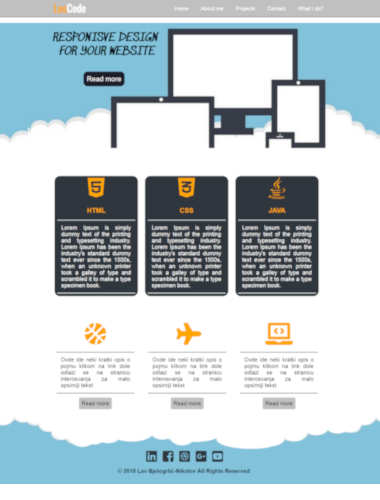 LavCode
Home About me Projects Contact What I do?
RESPONSIVE DESIGN
FOR YOUR WEBSITE
Read more
HTML
Lorem Ipsum is simply
dummy text of the printing
and typesetting industry.
Lorem Ipsum has been the
industry's standard dummy
text ever since the 1500s,
when an unknown printer
took a galley of type and
scrambled it to make a type
specimen book.
CSS
Lorem Ipsum is simply
dummy text of the printing
and typesetting industry.
Lorem Ipsum has been the
industry's standard dummy
text ever since the 1500s,
when an unknown printer
took a galley of type and
scrambled it to make a type
specimen book.
JAVA
Lorem Ipsum is simply
dummy text of the printing
and typesetting industry.
Lorem Ipsum has been the
industry's standard dummy
text ever since the 1500s,
when an unknown printer
took a galley of type and
scrambled it to make a type
specimen book.
Ovde ide neki kratki opis o
pojmu klikom na link dote
odlazi se na stranicu
interesovanja za malo
opsirniji tekst
Read more
Ovde ide neki kratki opis o
pojmu klikom na link dote
odlazi se na stranicu
interesovanja za malo
opsirniji tekst
Read more
Ovde ide neki kratki opis o
pojmu klikom na link dote
odlazi se na stranicu
interesovanja za malo
opsirniji tekst
Read more
© 2018 Lav Bjelogrlić-Nikolov All Rights Reserved